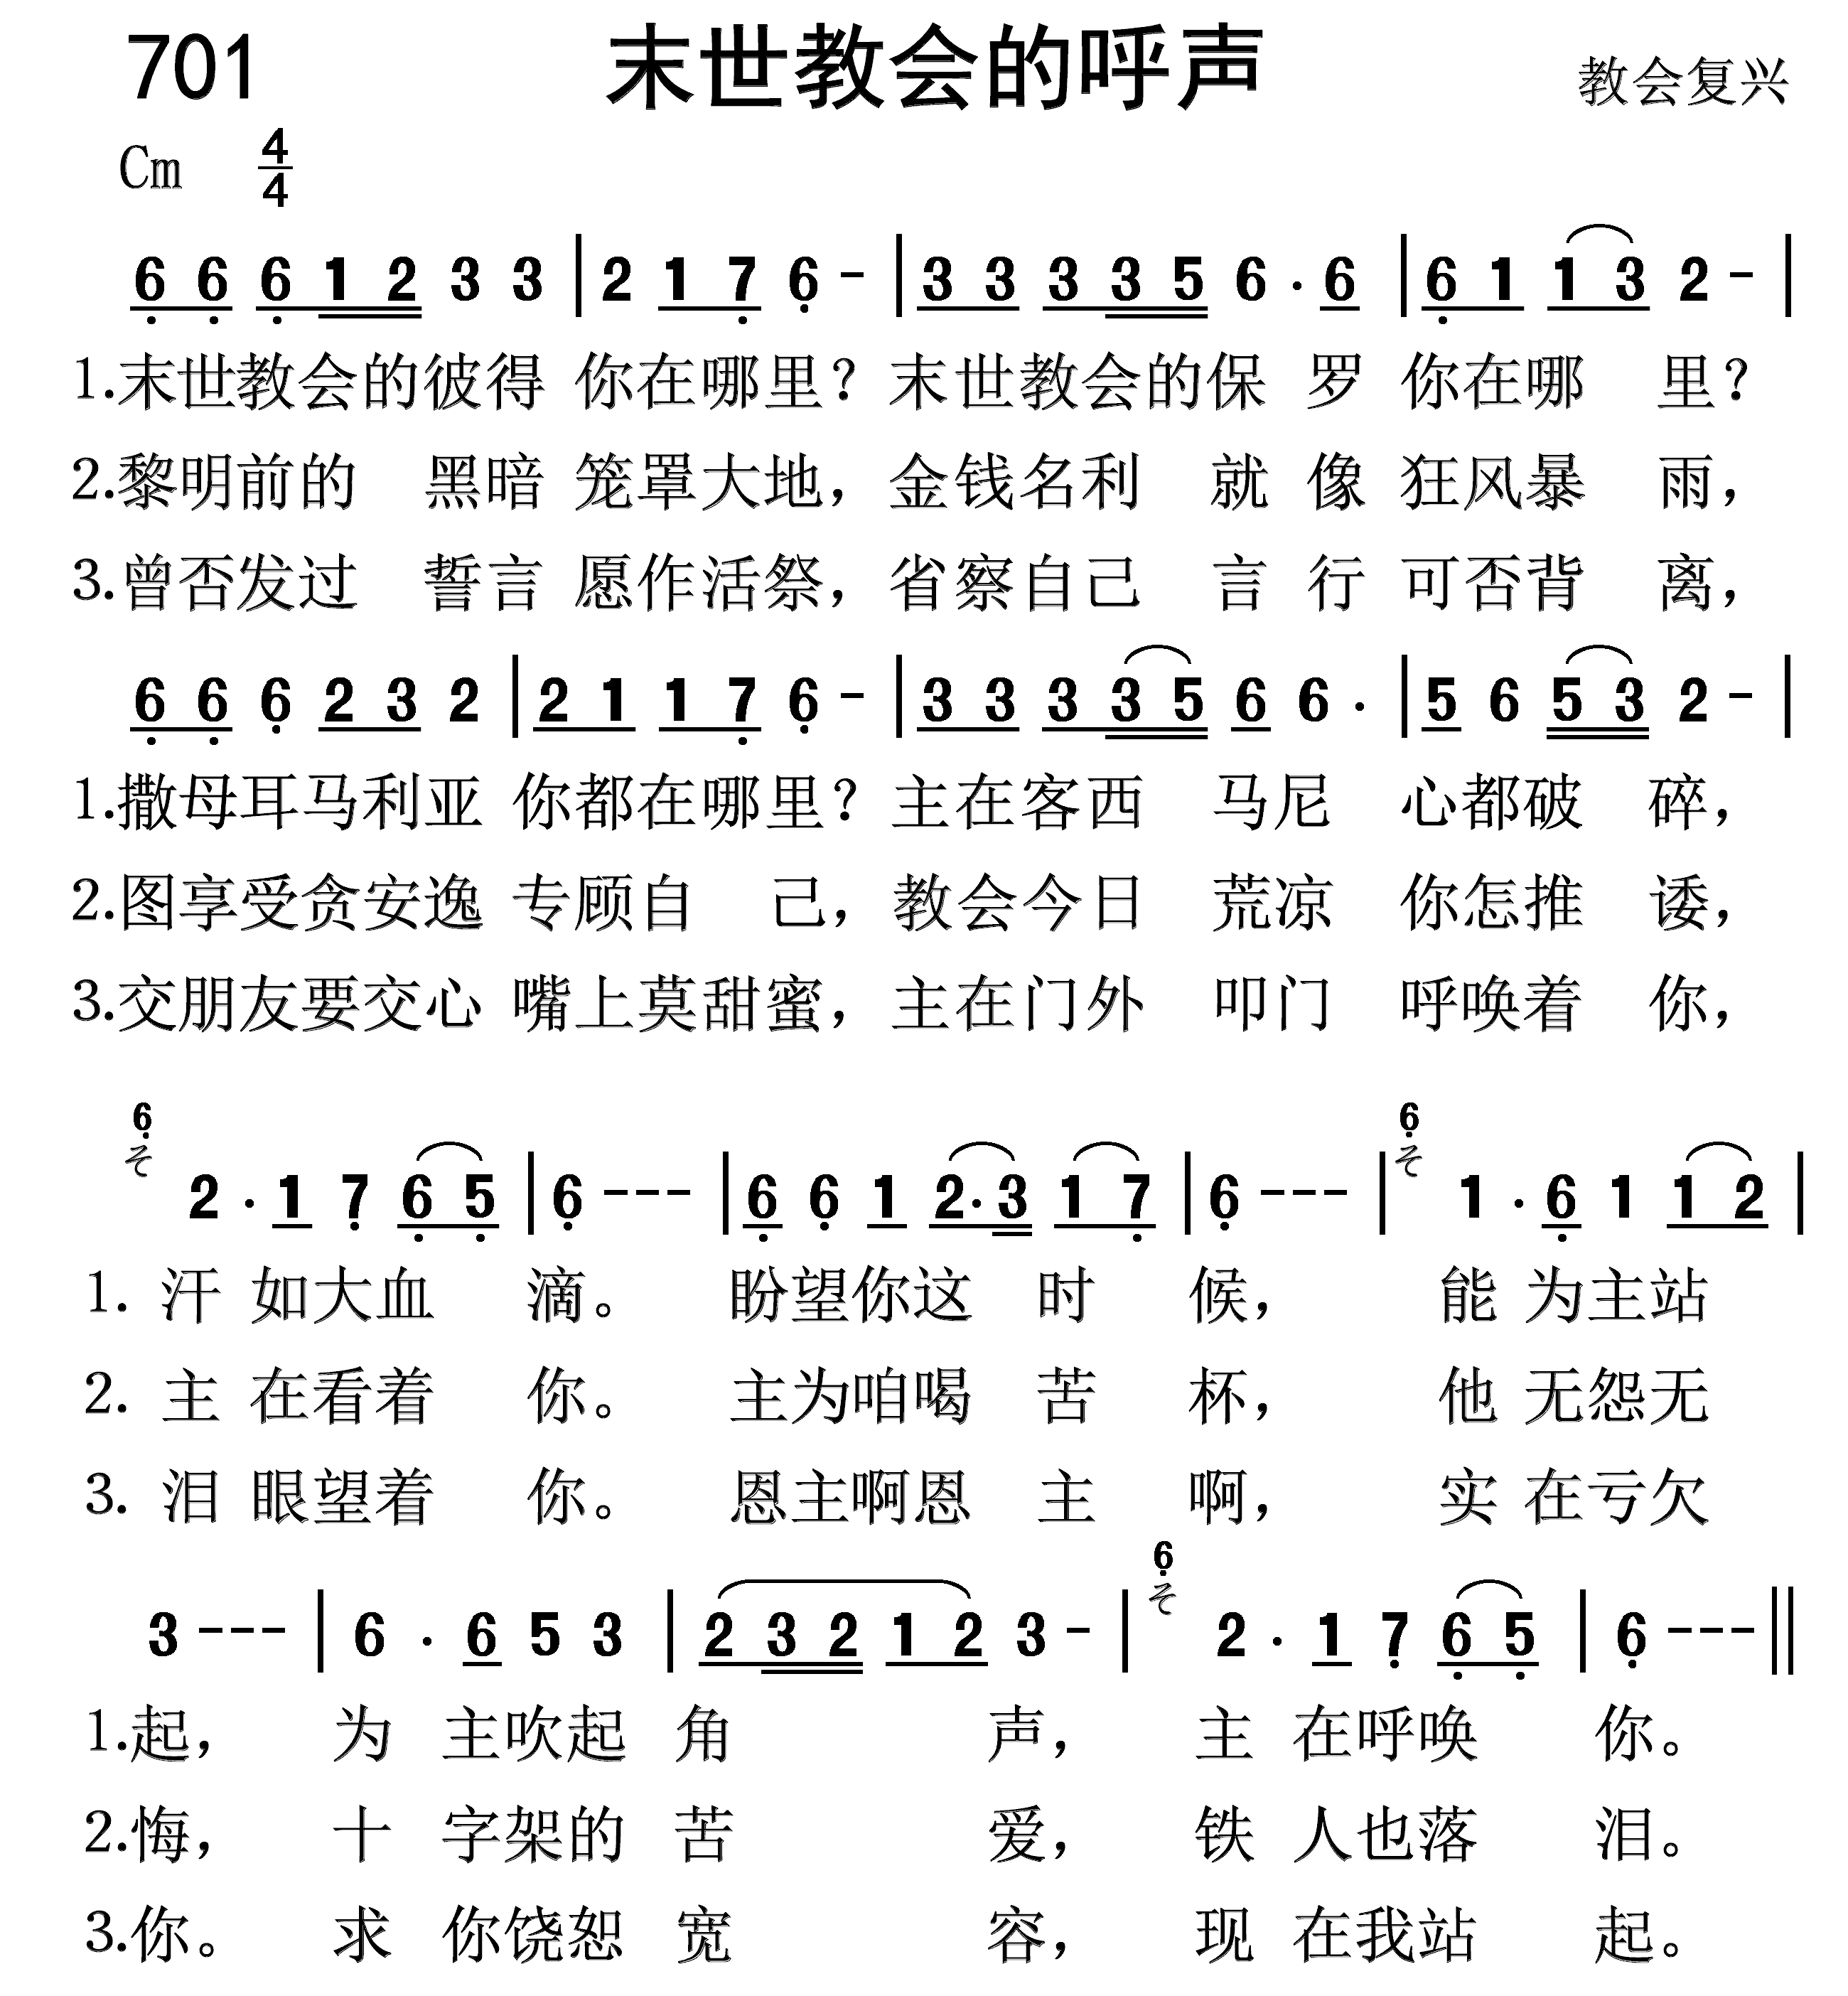 701 末世教会的呼声 教会复兴
Cm 4/4
6 6 6 1 2 3 3 | 2 1 7 6 - | 3 3 3 3 5 6 . 6 | 6 1 1 3 2 - |
1.末世教会的彼得 你在哪里？末世教会的保 罗 你在哪 里？
2.黎明前的 黑暗 笼罩大地，金钱名利 就 像 狂风暴 雨，
3.曾否发过 誓言 愿作活祭，省察自己 言 行 可否背 离，
6 6 6 2 3 2 | 2 1 1 7 6 - | 3 3 3 3 5 6 6 . | 5 6 5 3 2 - |
1.撒母耳马利亚 你都在哪里？主在客西 马尼 心都破 碎，
2.图享受贪安逸 专顾自 己，教会今日 荒凉 你怎推 诿，
3.交朋友要交心 嘴上莫甜蜜，主在门外 叩门 呼唤着 你，
6 6
2 . 1 7 6 5 | 6 - - - | 6 6 1 2 . 3 1 7 | 6 - - - | 1 . 6 1 1 2 |
1. 汗 如大血 滴。 盼望你这 时 候， 能 为主站
2. 主 在看着 你。 主为咱喝 苦 杯， 他 无怨无
3. 泪 眼望着 你。 恩主啊恩 主 啊， 实 在亏欠
6
3 - - - | 6 . 6 5 3 | 2 3 2 1 2 3 - | 2 . 1 7 6 5 | 6 - - - ||
1.起， 为 主吹起 角 声， 主 在呼唤 你。
2.悔， 十 字架的 苦 爱， 铁 人也落 泪。
3.你。 求 你饶恕 宽 容， 现 在我站 起。